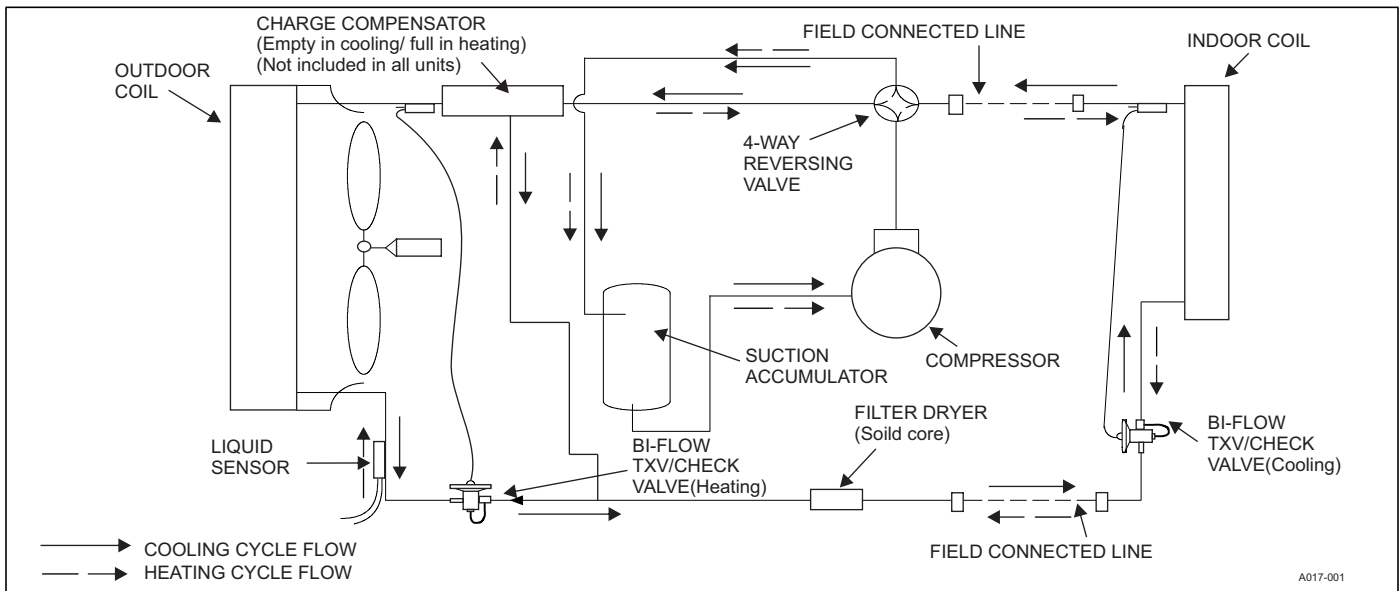 CHARGE COMPENSATOR
(Empty in cooling/ full in heating)
(Not included in all units)
FIELD CONNECTED LINE
INDOOR COIL
OUTDOOR
COIL
4-WAY
REVERSING
VALVE
SUCTION
ACCUMULATOR
COMPRESSOR
LIQUID
SENSOR
BI-FLOW
TXV/CHECK
VALVE(Heating)
FILTER DRYER
(Soild core)
BI-FLOW
TXV/CHECK
VALVE(Cooling)
FIELD CONNECTED LINE
COOLING CYCLE FLOW
HEATING CYCLE FLOW
A017-001